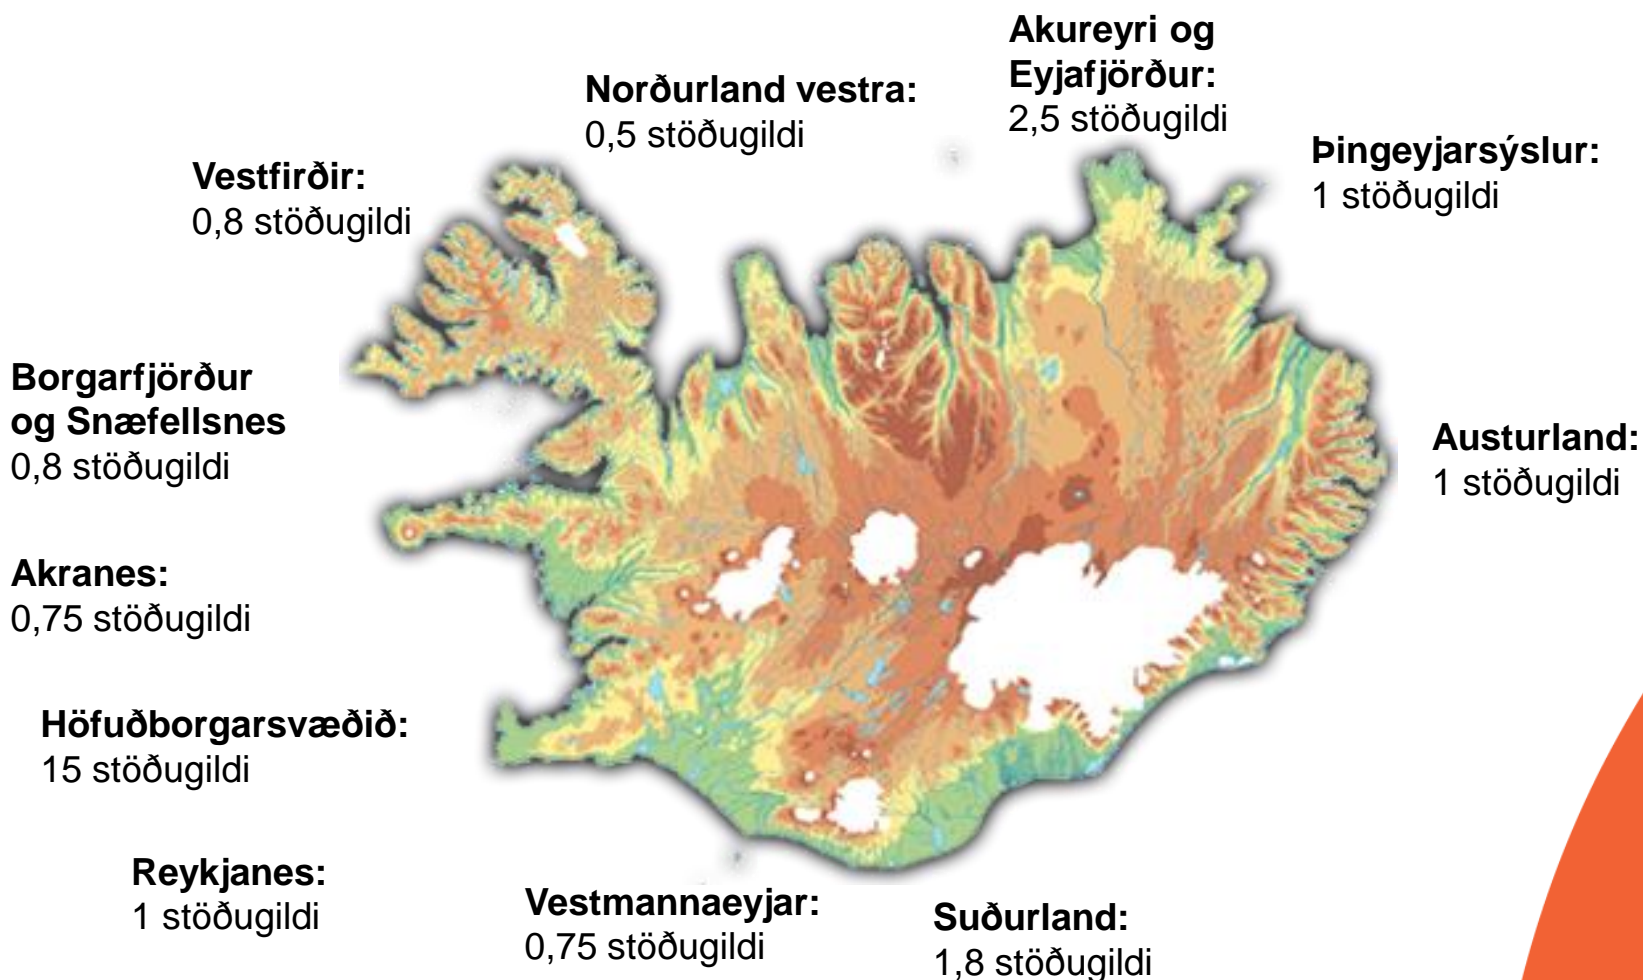 Akureyri og
Eyjafjörður:
2,5 stöðugildi
Norðurland vestra:
0,5 stöðugildi
Þingeyjarsýslur:
1 stöðugildi
Vestfirðir:
0,8 stöðugildi
Borgarfjörður
og Snæfellsnes
0,8 stöðugildi
Austurland:
1 stöðugildi
Akranes:
0,75 stöðugildi
Höfuðborgarsvæðið:
15 stöðugildi
Reykjanes:
1 stöðugildi
Vestmannaeyjar:
0,75 stöðugildi
Suðurland:
1,8 stöðugildi